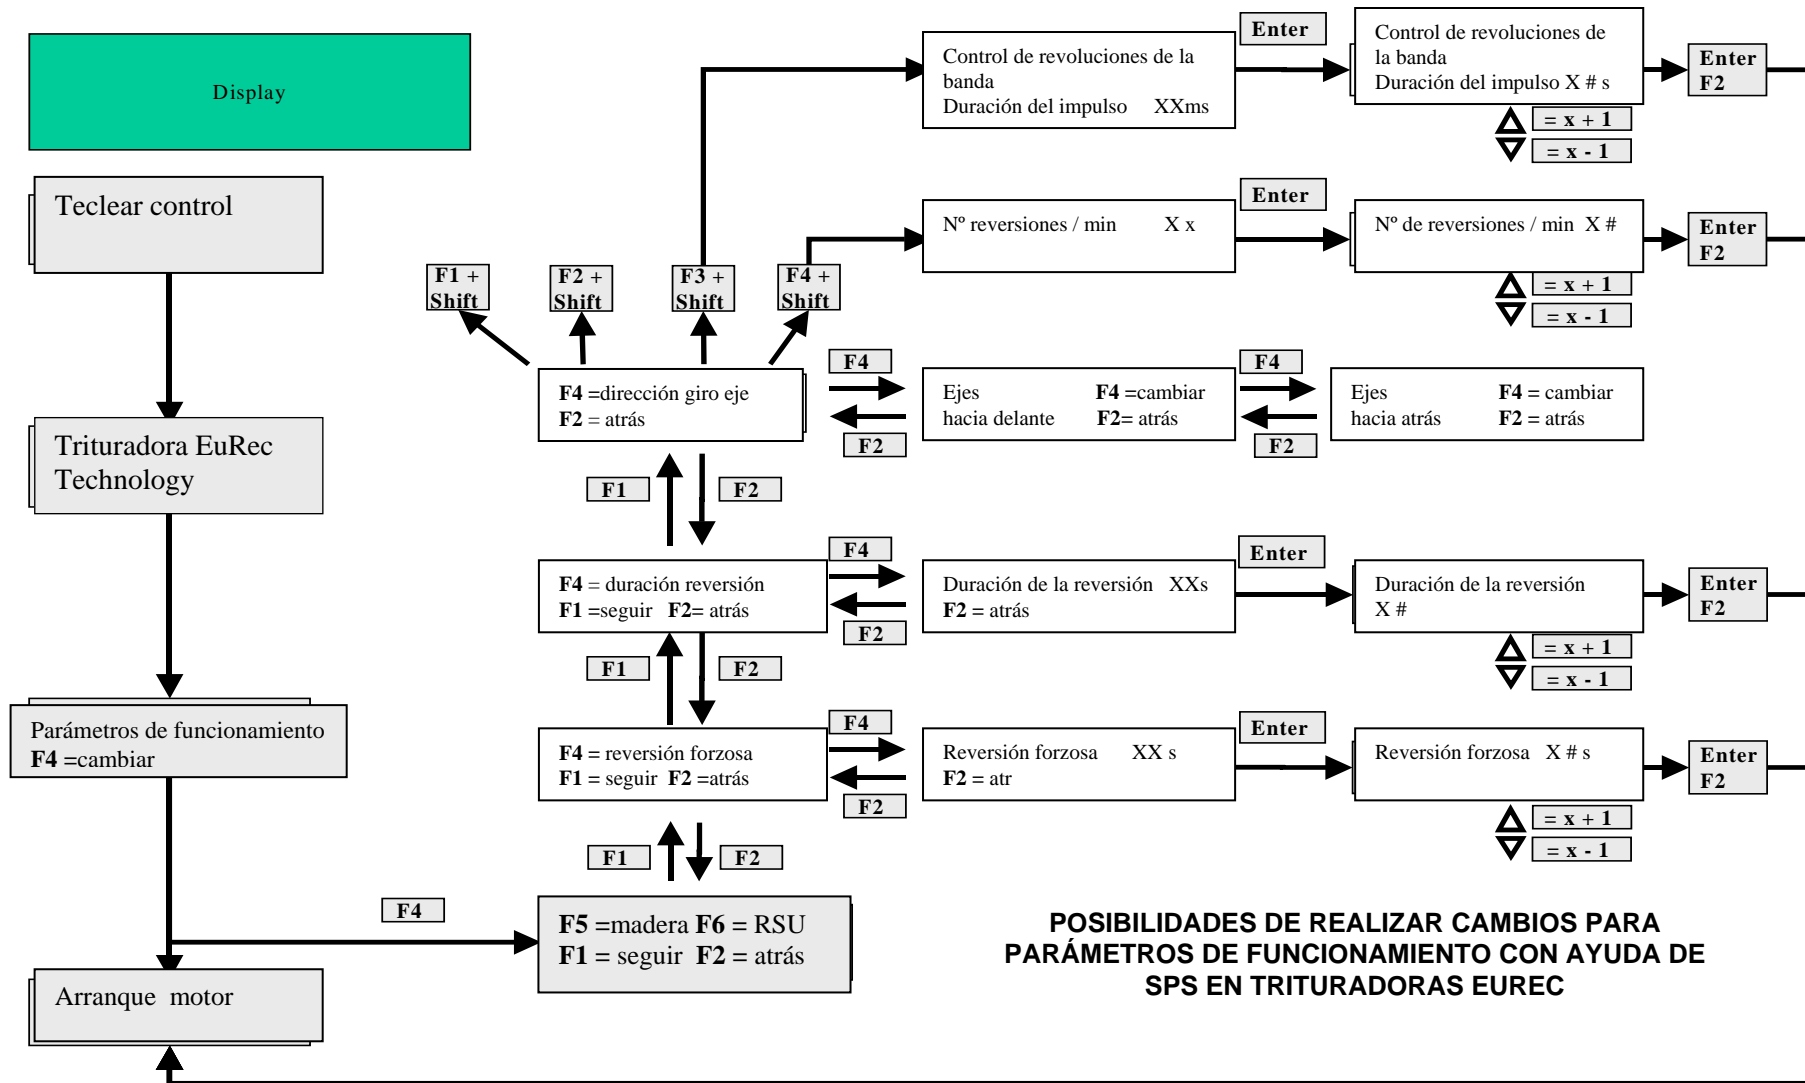 Display
Teclear control
Trituradora EuRec
Technology
Parámetros de funcionamiento
F4 =cambiar
Arranque motor
F4
F1 +
Shift
F2 +
Shift
F3 +
Shift
F4 +
Shift
Control de revoluciones de la
banda
Duración del impulso XXms
Enter
Control de revoluciones de
la banda
Duración del impulso X # s
Enter
F2
= x + 1
= x - 1
Nº reversiones / min X x
Enter
Nº de reversiones / min X #
Enter
F2
= x + 1
= x - 1
F4 =dirección giro eje
F2 = atrás
F4
F2
Ejes F4 =cambiar
hacia delante F2= atrás
F4
F2
Ejes F4 = cambiar
hacia atrás F2 = atrás
F1
F2
F4 = duración reversión
F1 =seguir F2= atrás
F4
F2
Duración de la reversión XXs
F2 = atrás
Enter
Duración de la reversión
X #
Enter
F2
= x + 1
= x - 1
F1
F2
F4 = reversión forzosa
F1 = seguir F2 =atrás
F4
F2
Reversión forzosa XX s
F2 = atr
Enter
Reversión forzosa X # s
Enter
F2
= x + 1
= x - 1
F1
F2
F5 =madera F6 = RSU
F1 = seguir F2 = atrás
POSIBILIDADES DE REALIZAR CAMBIOS PARA
PARÁMETROS DE FUNCIONAMIENTO CON AYUDA DE
SPS EN TRITURADORAS EUREC